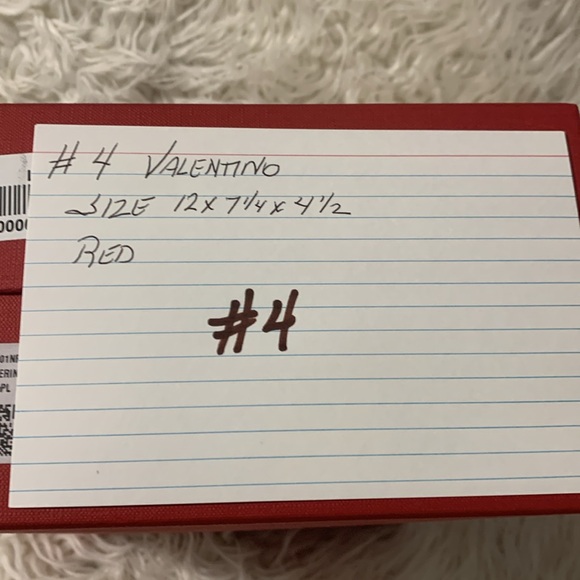 # 4 VALENTINO
SIZE 12 X 7 1/4 X 4 1/2
RED
#4